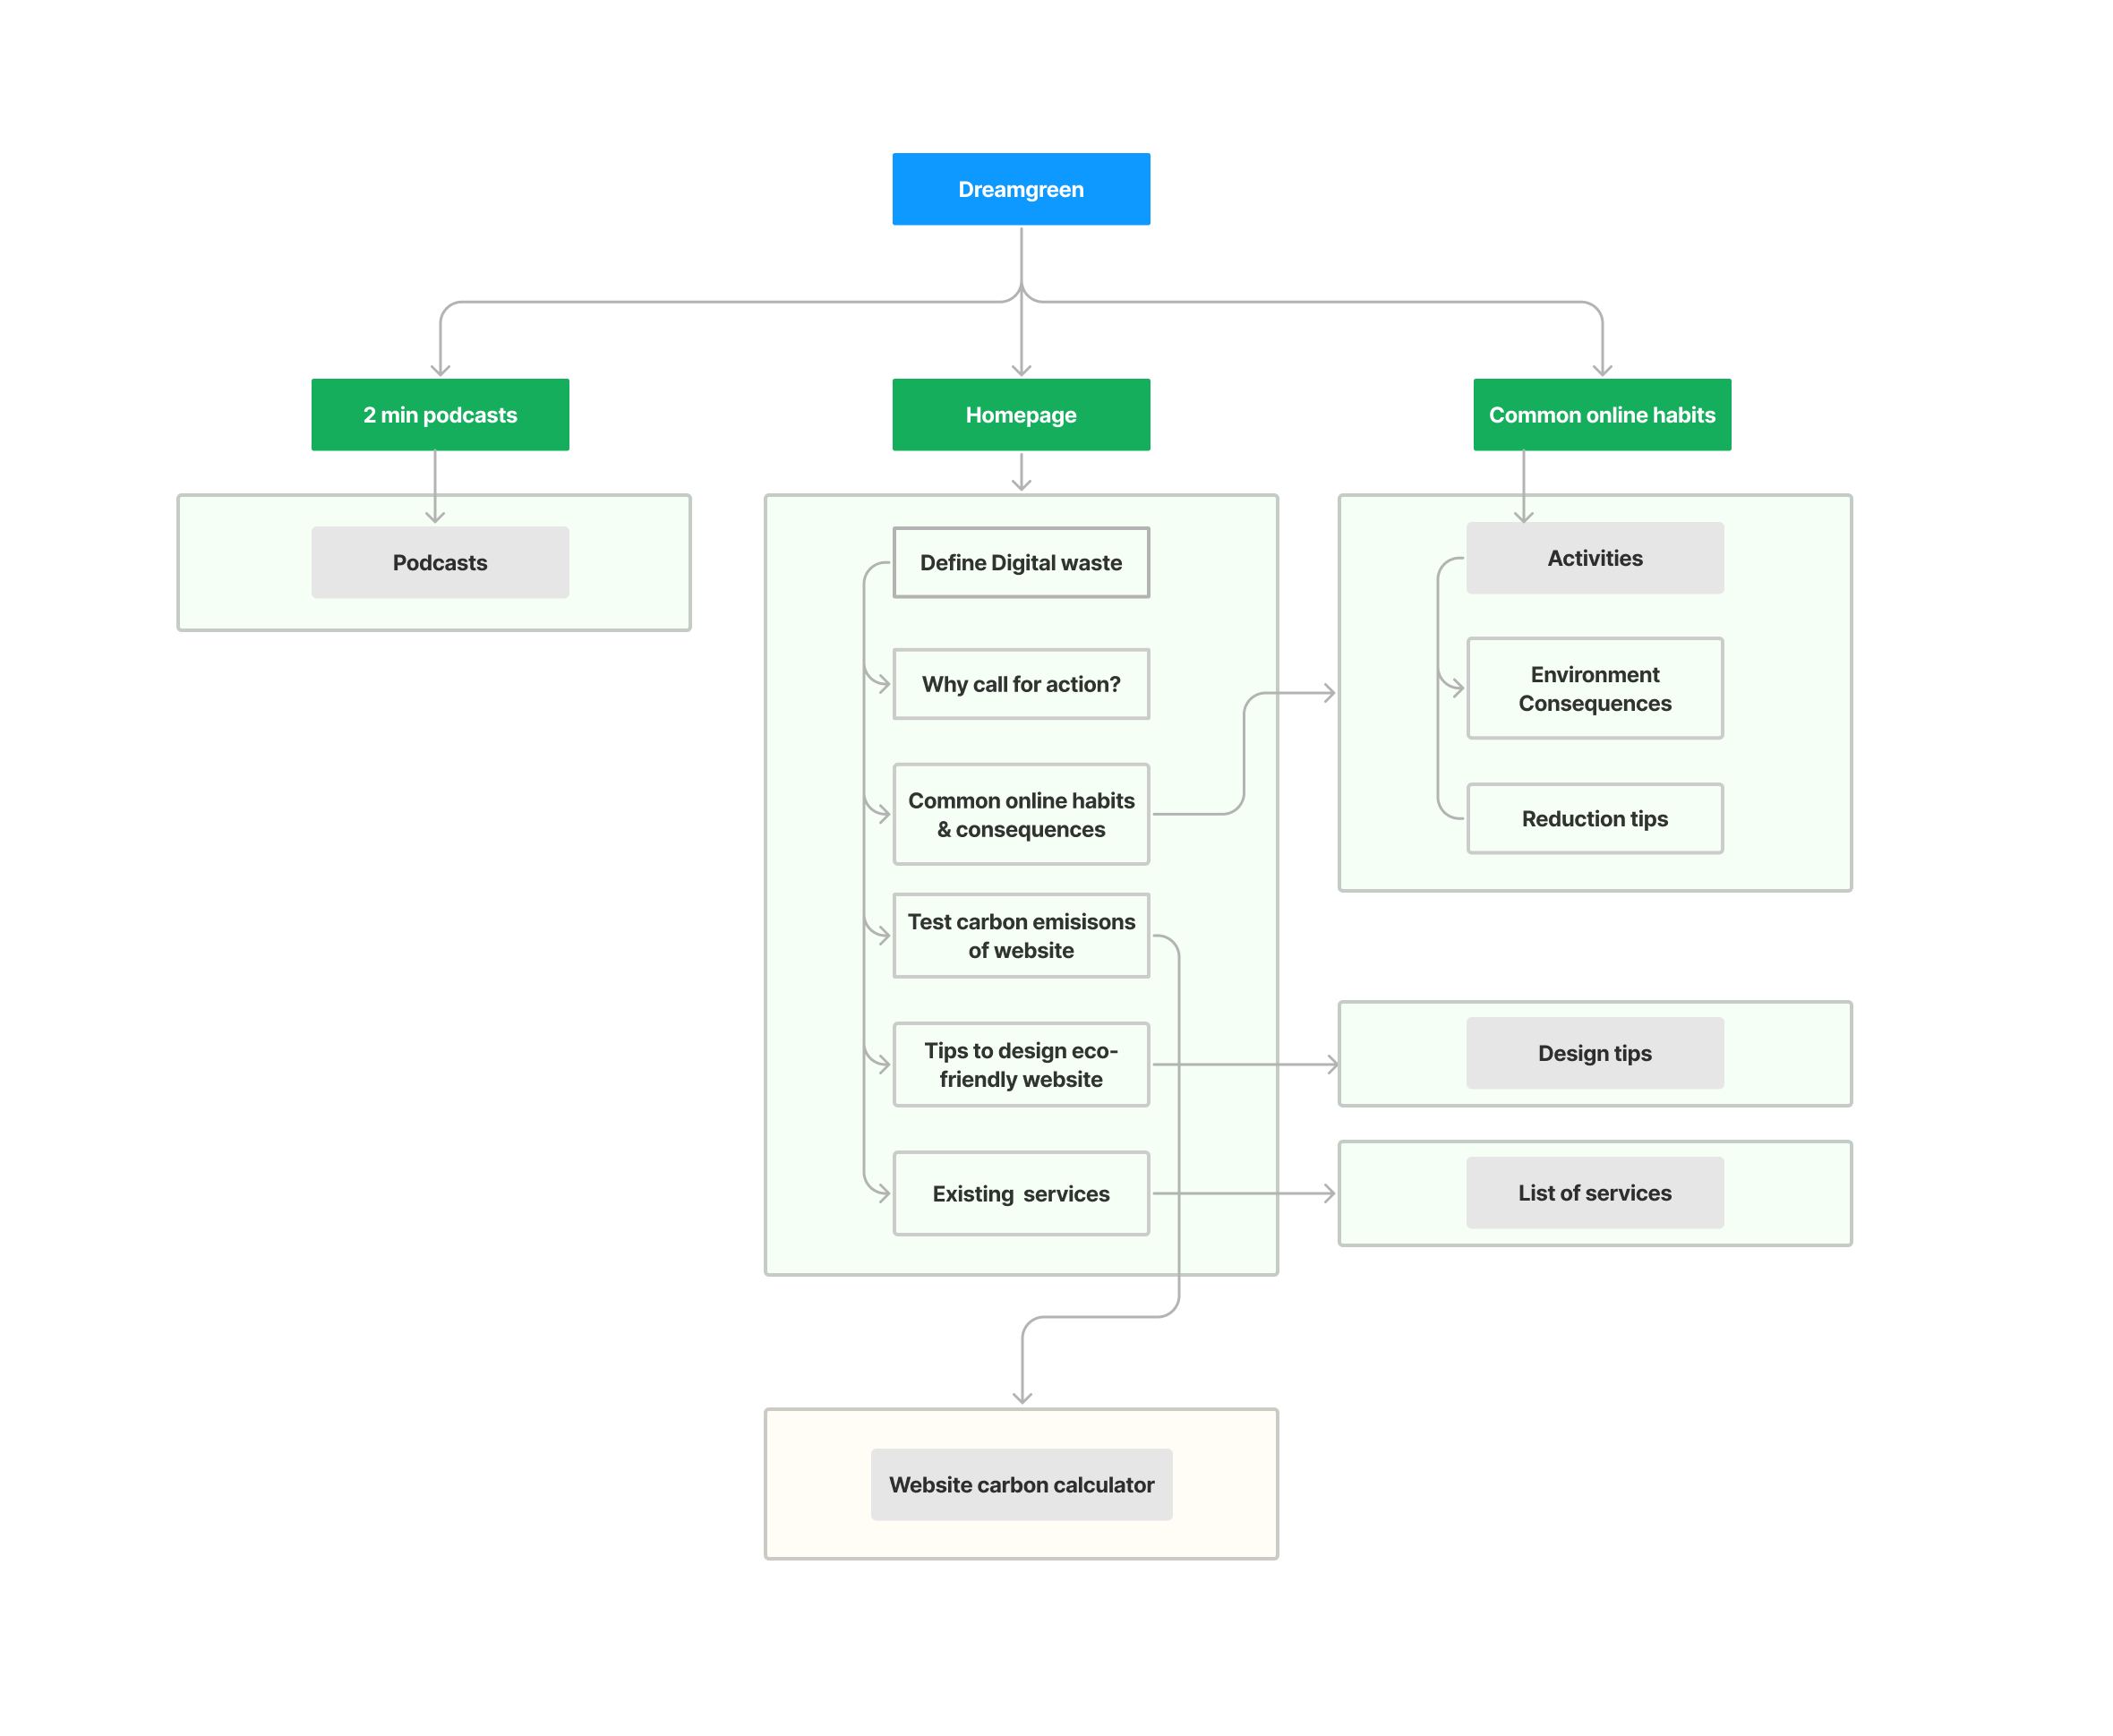 Dreamgreen
2 min podcasts
Homepage
Common online habits
Podcasts
Define Digital waste
Why call for action?
Common online habits
& consequences
Test carbon emisisons
of website
Tips to design eco-
friendly website
Existing  services
Activities
Environment
Consequences
Reduction tips
Design tips
List of services
Website carbon calculator